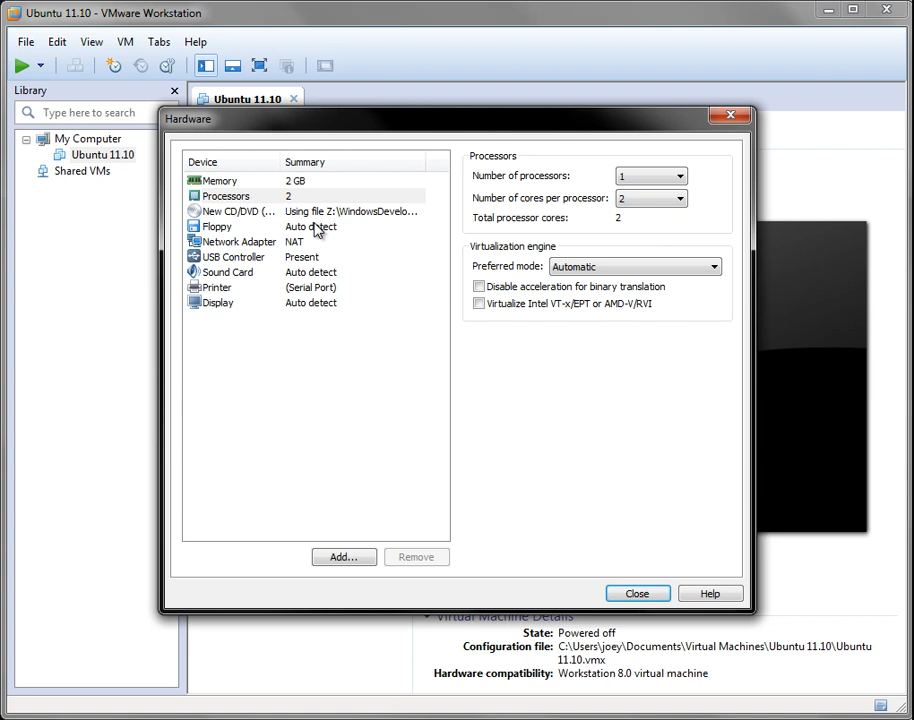 Ubuntu 11.10 - VMware Workstation
File Edit View VM Tabs Help
Library
Ubuntu 11.10
Type here to search
My Computer
Ubuntu 11.10
Shared VMs
Hardware
Device Summary
Memory 2 GB
Processors 2
New CD/DVD (... Using file Z:\WindowsDevelo...
Floppy Auto detect
Network Adapter NAT
USB Controller Present
Sound Card Auto detect
Printer (Serial Port)
Display Auto detect
Add... Remove
Processors
Number of processors: 1
Number of cores per processor: 2
Total processor cores: 2
Virtualization engine
Preferred mode: Automatic
Disable acceleration for binary translation
Virtualize Intel VT-x/EPT or AMD-V/RVI
Close Help
Virtual Machine Details
State: Powered off
Configuration file: C:\Users\joey\Documents\Virtual Machines\Ubuntu 11.10\Ubuntu
11.10.vmx
Hardware compatibility: Workstation 8.0 virtual machine